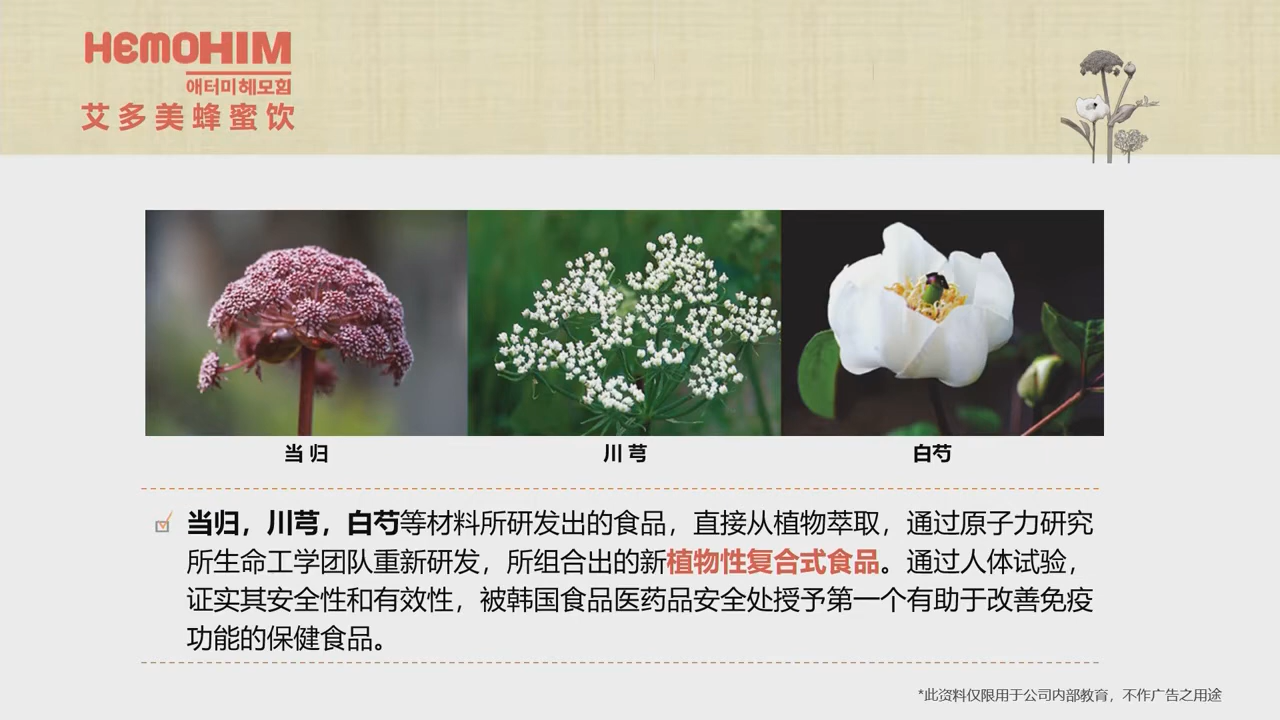 HEMOHIM
애터미 헤모힘
艾多美蜂蜜饮
当归
川芎
白芍
当归，川芎，白芍等材料所研发出的食品，直接从植物萃取，通过原子力研究
所生命工学团队重新研发，所组合出的新植物性复合式食品。通过人体试验，
证实其安全性和有效性，被韩国食品医药品安全处授予第一个有助于改善免疫
功能的保健食品。
*此资料仅限用于公司内部教育，不作广告之用途